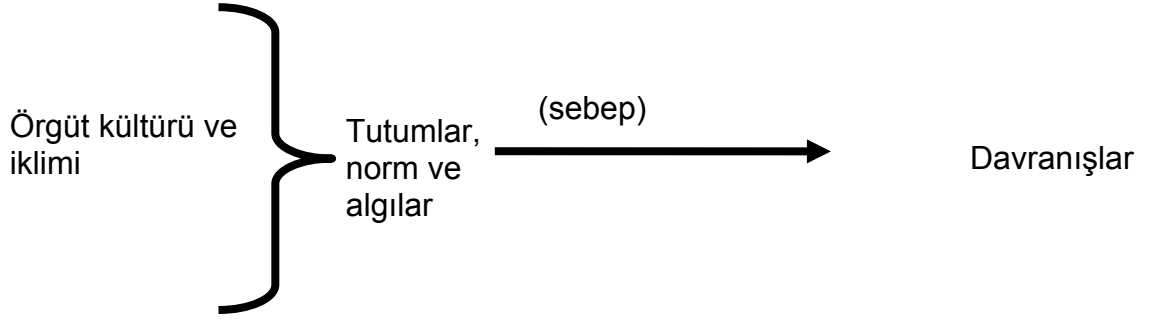 Örgüt kültürü ve
iklimi
Tutumlar,
norm ve
algılar
(sebep)
Davranışlar